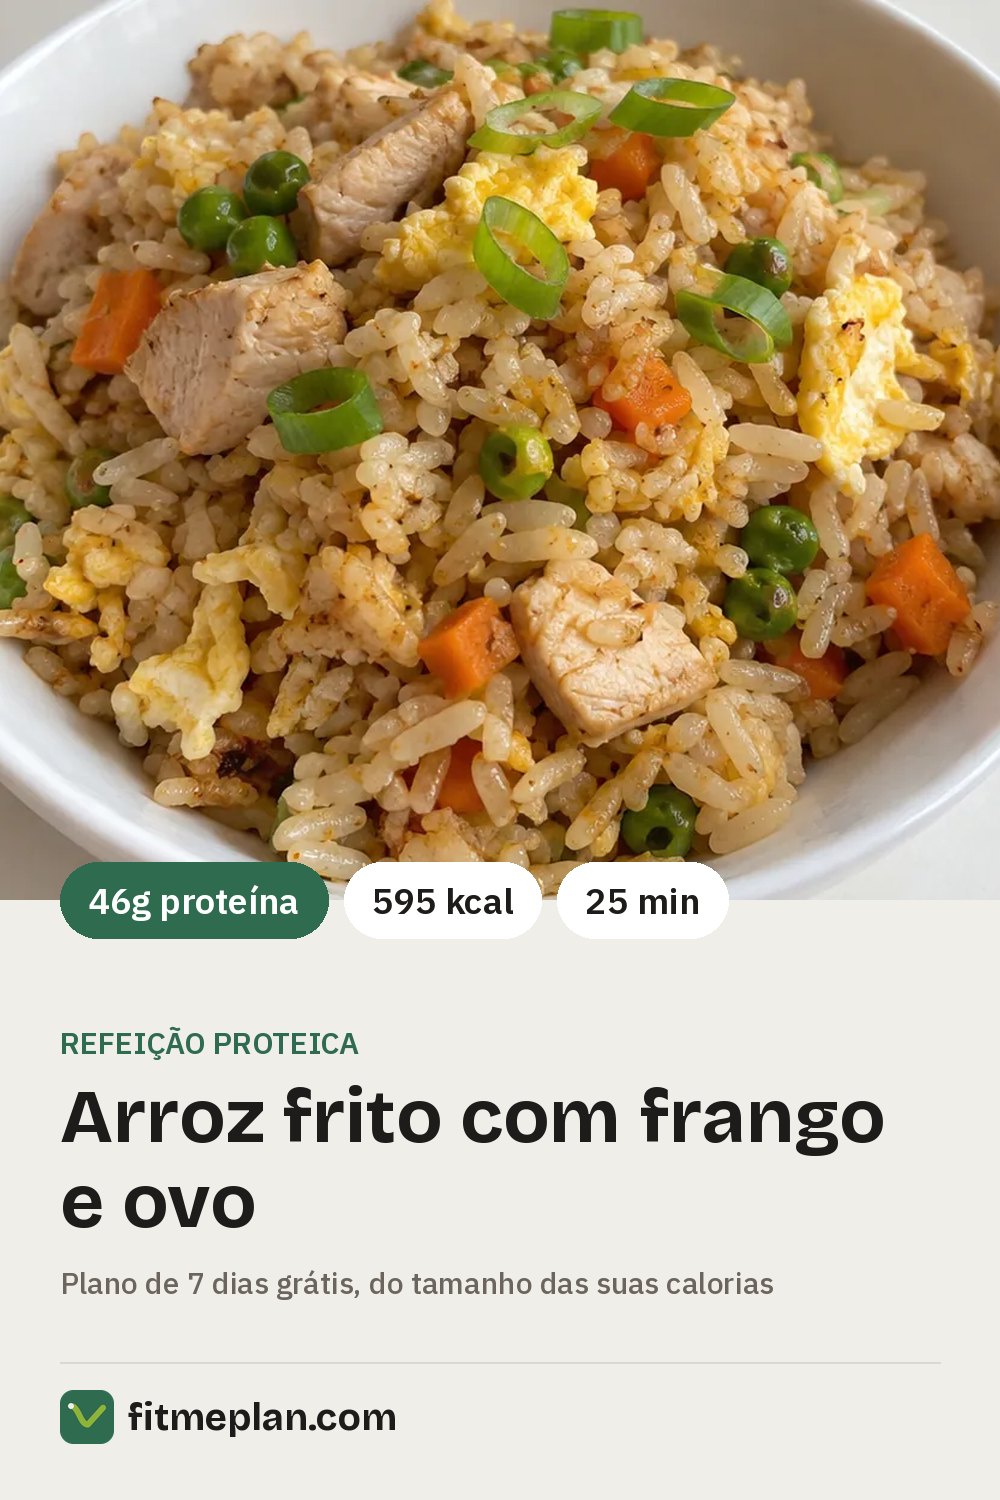 46g proteína
595 kcal
25 min
REFEIÇÃO PROTEICA
Arroz frito com frango
e ovo
Plano de 7 dias grátis, do tamanho das suas calorias
fitmeplan.com